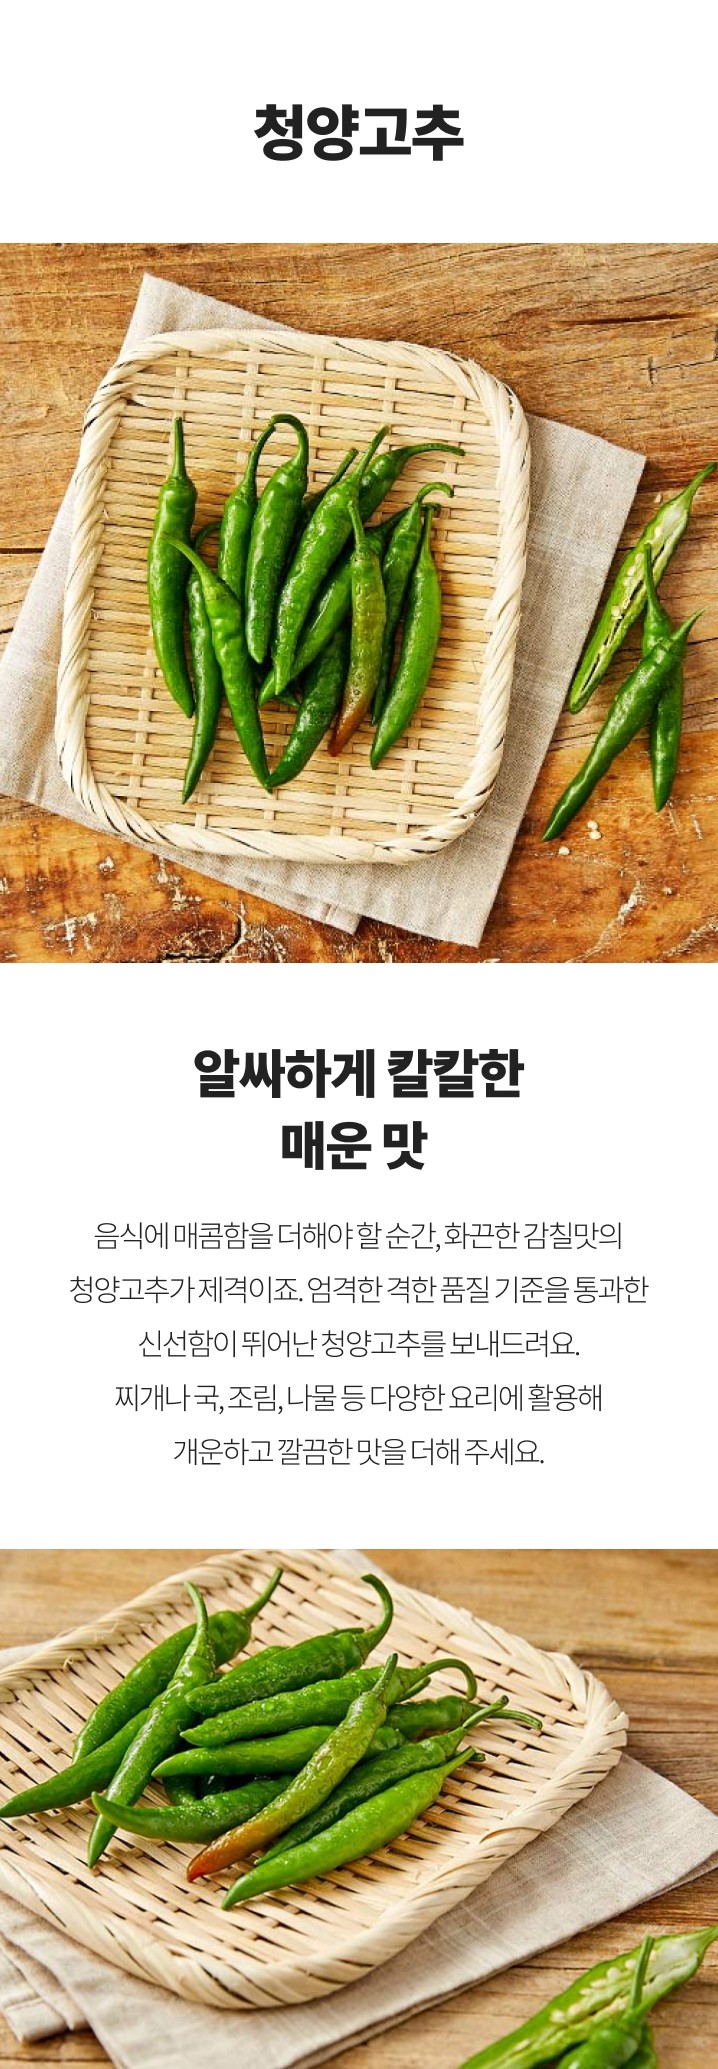 청양고추
알싸하게 칼칼한
매운 맛
음식에 매콤함을 더해야 할 순간, 화끈한 감칠맛의
청양고추가 제격이죠. 엄격한 격한 품질 기준을 통과한
신선함이 뛰어난 청양고추를 보내드려요.
찌개나 국, 조림, 나물 등 다양한 요리에 활용해
개운하고 깔끔한 맛을 더해 주세요.